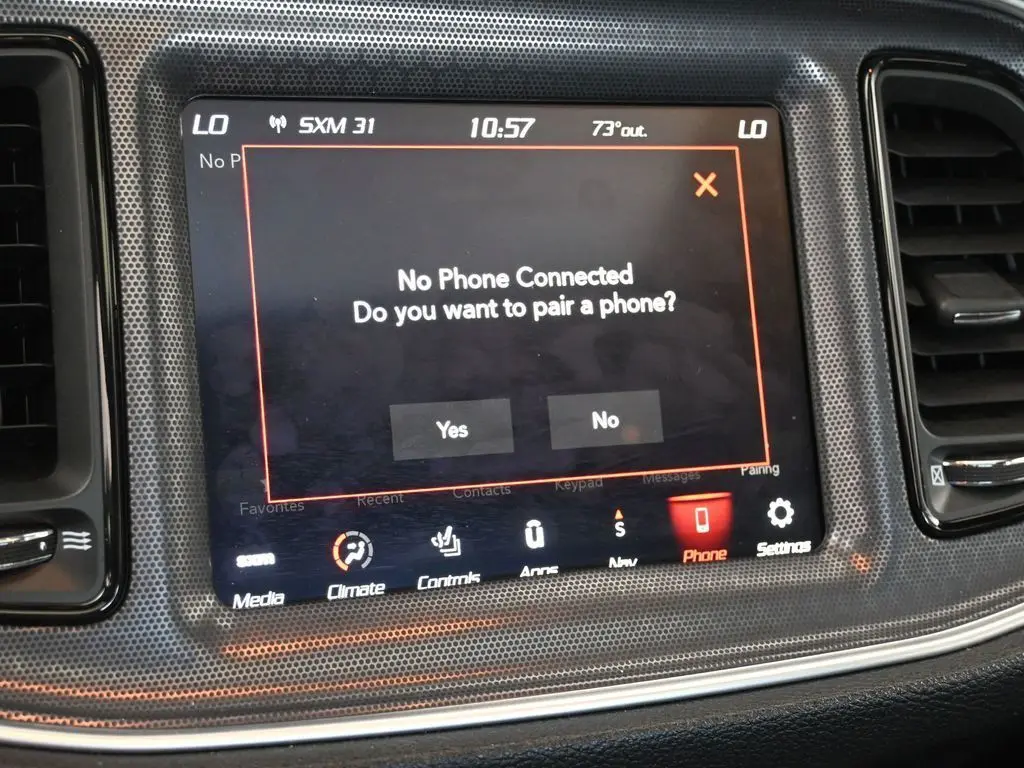 LO SXM 31 10:57 73°out. LO
No P
No Phone Connected
Do you want to pair a phone?
Yes No
Favorites Recent Contacts Keypad Messages Pairing
S
Media Climate Controls Apps Nav Phone Settings